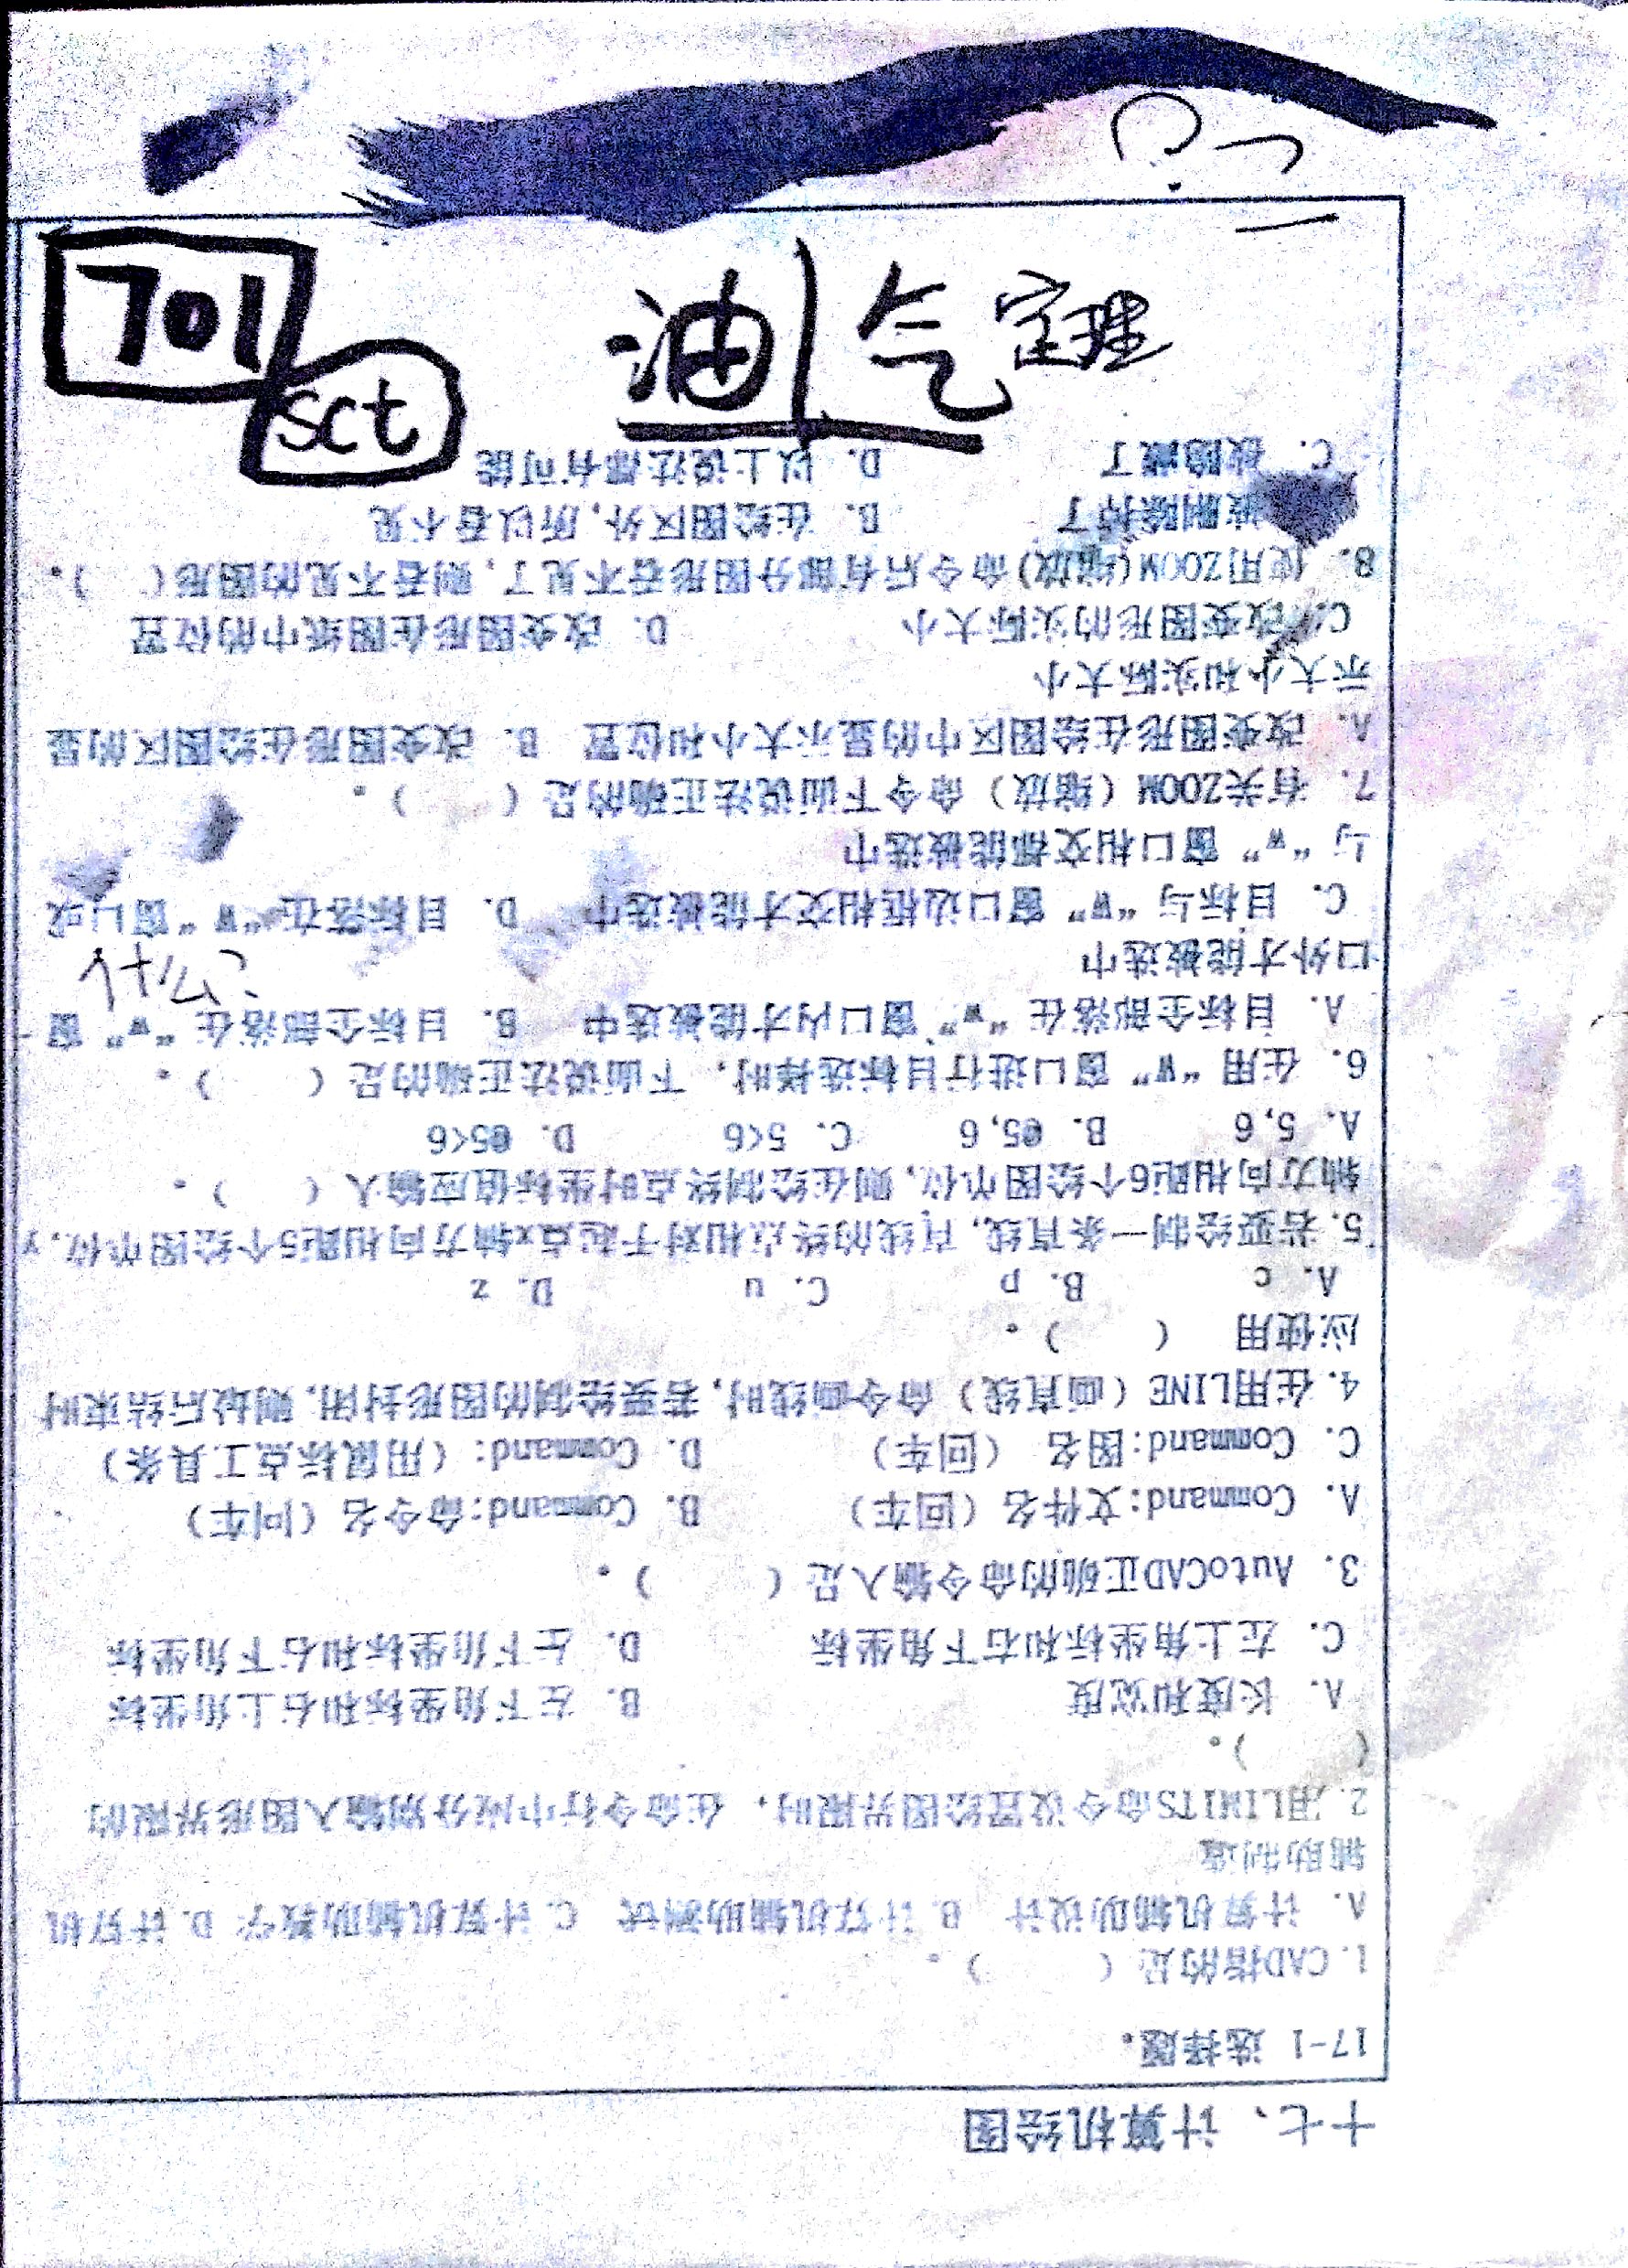 701
sct
油气定理
什么?
十七、计算机绘图
17-1 选择题.
1.CAD指的是（ ）.
A. 计算机辅助设计 B.计算机辅助测试 C.计算机辅助教学 D.计算机
辅助制造
2.用LIMITS命令设置绘图界限时, 在命令行中应分别输入图形界限的
（ ）.
A. 长度和宽度 B. 左下角坐标和右上角坐标
C. 左上角坐标和右下角坐标 D. 左下角坐标和右下角坐标
3. AutoCAD正确的命令输入是（ ）.
A. Command:文件名（回车） B. Command:命令名（回车）
C. Command:图名 （回车） D. Command:（用鼠标点工具条）
4.在用LINE（画直线）命令画线时,若要绘制的图形封闭,则最后结束时
应使用 （ ）.
A. c B. p C. u D. z
5.若要绘制一条直线,直线的终点相对于起点x轴方向相距5个绘图单位,Y
轴方向相距6个绘图单位,则在绘制终点时坐标值应输入（ ）.
A. 5,6 B. @5,6 C. 5<6 D. @5<6
6. 在用 "W" 窗口进行目标选择时, 下面说法正确的是（ ）.
A. 目标全部落在 "W" 窗口内才能被选中 B. 目标全部落在 "W" 窗
口外才能被选中
C. 目标与 "W" 窗口边框相交才能被选中 D. 目标落在"W"窗口或
与 "W" 窗口相交都能被选中
7. 有关ZOOM（缩放）命令下面说法正确的是（ ）.
A. 改变图形在绘图区中的显示大小和位置 B. 改变图形在绘图区的显
示大小和实际大小
C.改变图形的实际大小 D. 改变图形在图纸中的位置
8. 使用ZOOM(缩放)命令后有部分图形看不见了,则看不见的图形（ ）.
被删除掉了 B. 在绘图区外,所以看不见
C. 被隐藏了 D. 以上说法都有可能